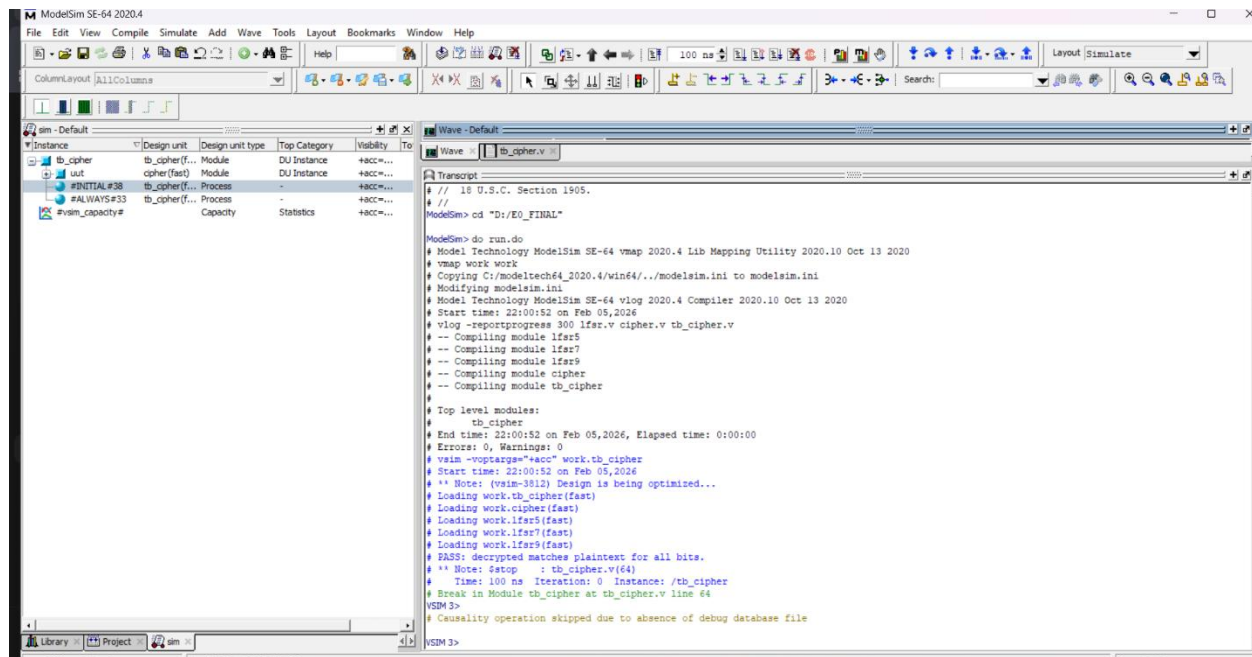 ModelSim SE-64 2020.4
File Edit View Compile Simulate Add Wave Tools Layout Bookmarks Window Help
Help
100 ns
Layout Simulate
ColumnLayout AllColumns
Search:
sim - Default
Instance Design unit Design unit type Top Category Visibility To
tb_cipher tb_cipher(f... Module DU Instance +acc=...
uut cipher(fast) Module DU Instance +acc=...
#INITIAL#38 tb_cipher(f... Process - +acc=...
#ALWAYS#33 tb_cipher(f... Process - +acc=...
#vsim_capacity# Capacity Statistics +acc=...
Library Project sim
Wave - Default
Wave tb_cipher.v
Transcript
# // 18 U.S.C. Section 1905.
# //
ModelSim> cd "D:/E0_FINAL"
ModelSim> do run.do
# Model Technology ModelSim SE-64 vmap 2020.4 Lib Mapping Utility 2020.10 Oct 13 2020
# vmap work work
# Copying C:/modeltech64_2020.4/win64/../modelsim.ini to modelsim.ini
# Modifying modelsim.ini
# Model Technology ModelSim SE-64 vlog 2020.4 Compiler 2020.10 Oct 13 2020
# Start time: 22:00:52 on Feb 05,2026
# vlog -reportprogress 300 lfsr.v cipher.v tb_cipher.v
# -- Compiling module lfsr5
# -- Compiling module lfsr7
# -- Compiling module lfsr9
# -- Compiling module cipher
# -- Compiling module tb_cipher
#
# Top level modules:
# tb_cipher
# End time: 22:00:52 on Feb 05,2026, Elapsed time: 0:00:00
# Errors: 0, Warnings: 0
# vsim -voptargs="+acc" work.tb_cipher
# Start time: 22:00:52 on Feb 05,2026
# ** Note: (vsim-3812) Design is being optimized...
# Loading work.tb_cipher(fast)
# Loading work.cipher(fast)
# Loading work.lfsr5(fast)
# Loading work.lfsr7(fast)
# Loading work.lfsr9(fast)
# PASS: decrypted matches plaintext for all bits.
# ** Note: $stop : tb_cipher.v(64)
# Time: 100 ns Iteration: 0 Instance: /tb_cipher
# Break in Module tb_cipher at tb_cipher.v line 64
VSIM 3>
# Causality operation skipped due to absence of debug database file
VSIM 3>